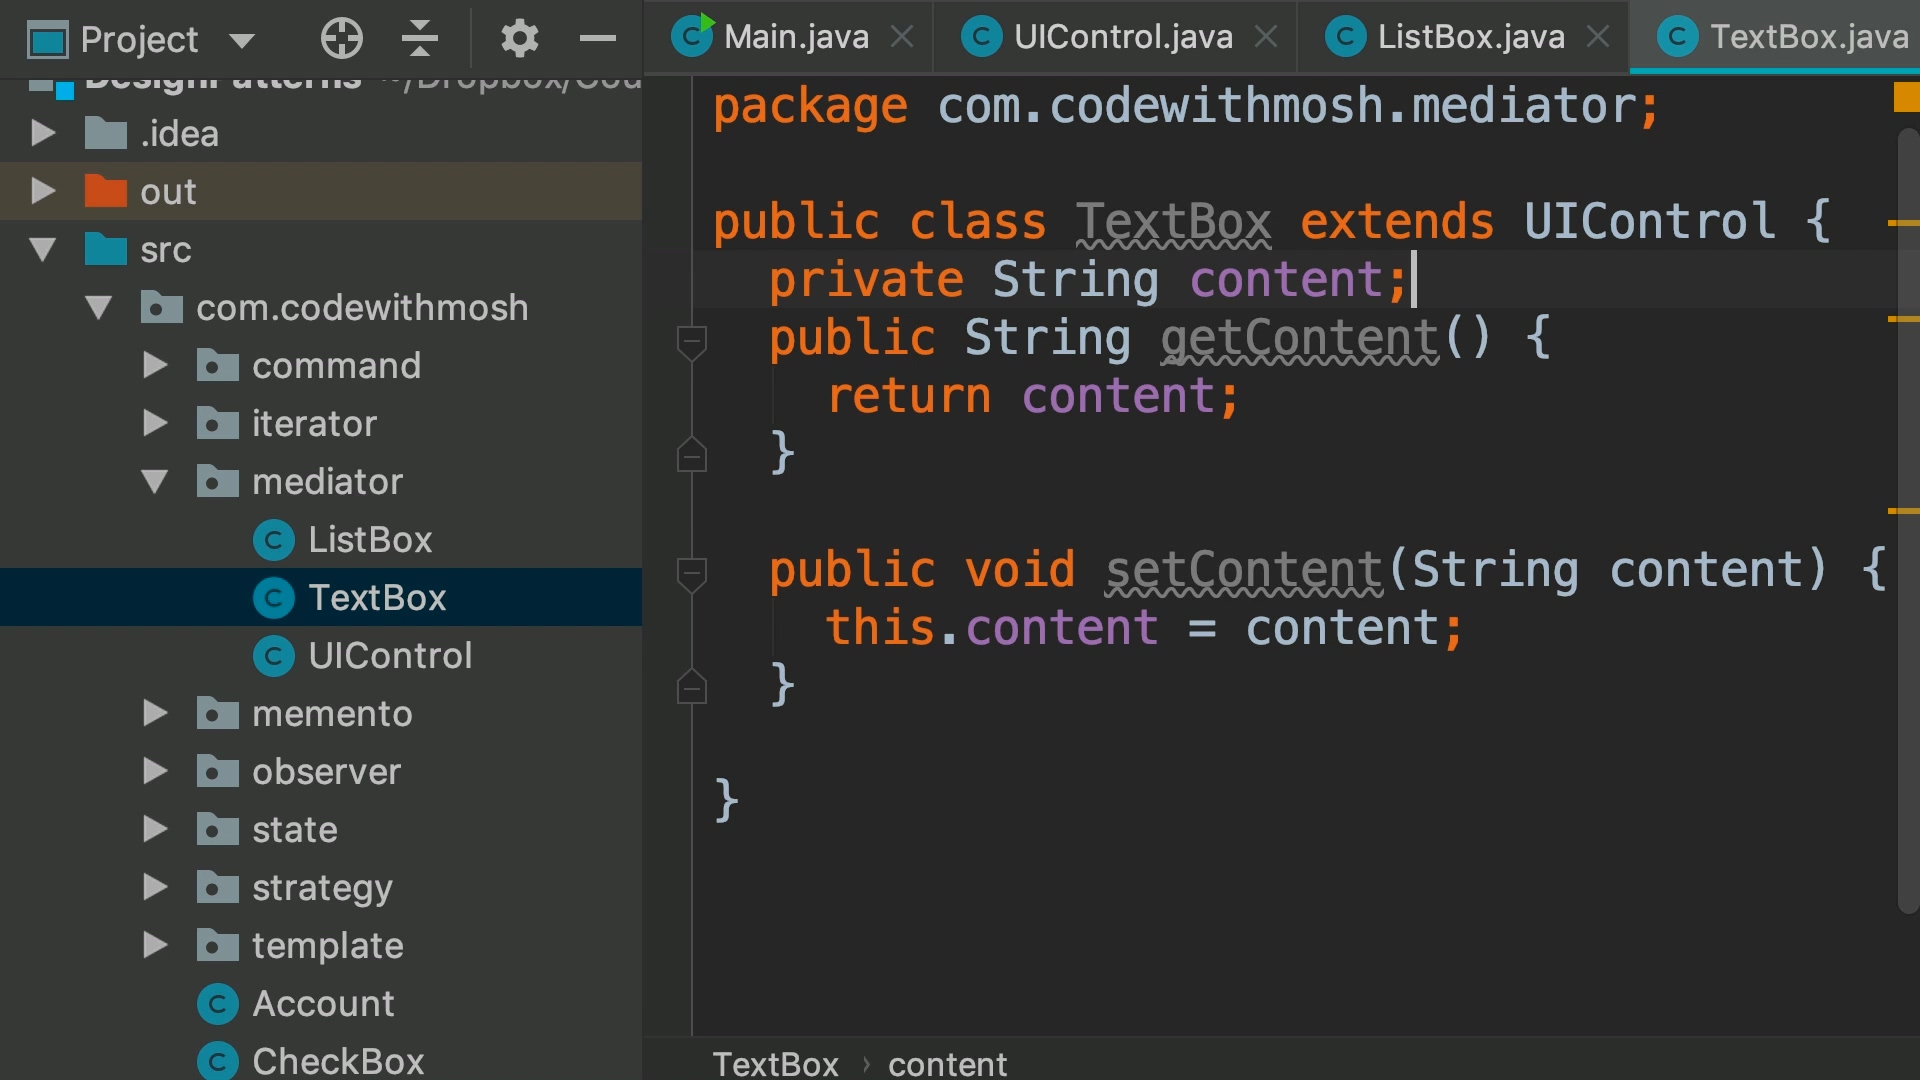 Project
Main.java
UIControl.java
ListBox.java
TextBox.java
DesignPatterns ~/Dropbox/Cou
.idea
out
src
com.codewithmosh
command
iterator
mediator
ListBox
TextBox
UIControl
memento
observer
state
strategy
template
Account
CheckBox
package com.codewithmosh.mediator;
public class TextBox extends UIControl {
private String content;
public String getContent() {
return content;
}
public void setContent(String content) {
this.content = content;
}
}
TextBox › content